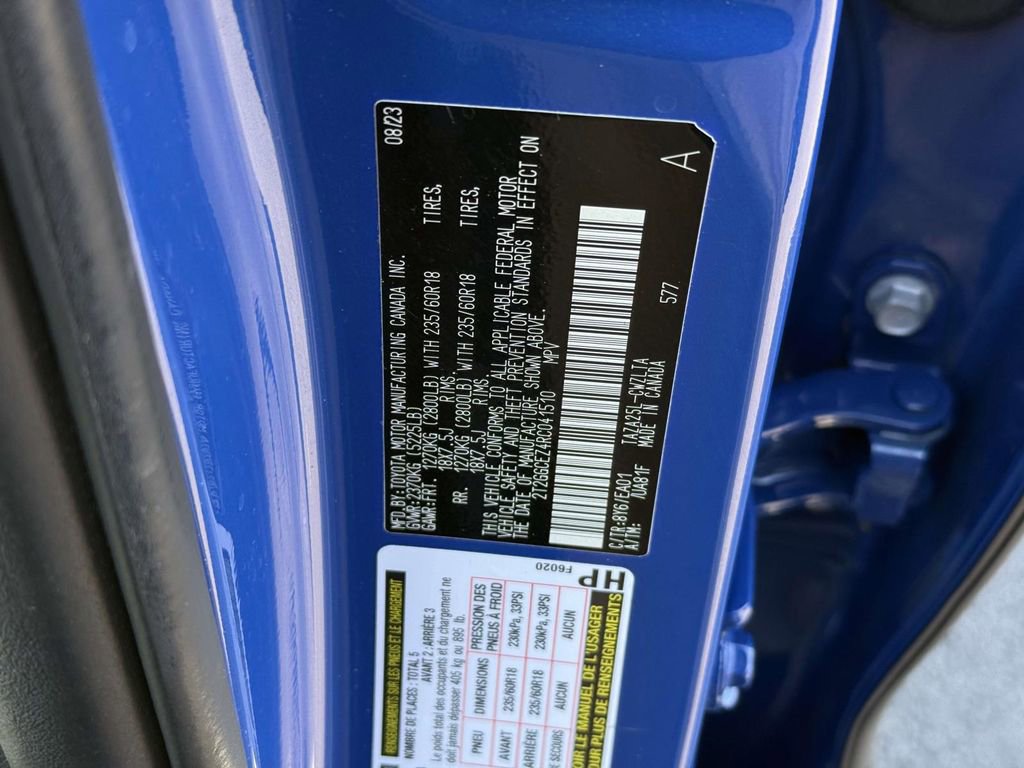 MFD.BY: TOYOTA MOTOR MANUFACTURING CANADA INC. 08/23
GVWR:2370KG (5225LB)
GAWR:FRT. 1270KG (2800LB) WITH 235/60R18 TIRES,
18X7.5J RIMS
RR. 1270KG (2800LB) WITH 235/60R18 TIRES,
18X7.5J RIMS
THIS VEHICLE CONFORMS TO ALL APPLICABLE FEDERAL MOTOR
VEHICLE SAFETY AND THEFT PREVENTION STANDARDS IN EFFECT ON
THE DATE OF MANUFACTURE SHOWN ABOVE.
2T2GGCEZ4RC041510 MPV
C/TR:8Y6/EA01 IAZA25L-CWZLTA 577
A/TM: /UA81F MADE IN CANADA
A
RENSEIGNEMENTS SUR LES PNEUS ET LE CHARGEMENT
NOMBRE DE PLACES: TOTAL 5 AVANT 2: ARRIÈRE 3
Le poids total des occupants et du chargement ne
doit jamais dépasser 405 kg ou 895 lb.
F6020
PNEU DIMENSIONS PRESSION DES PNEUS À FROID
AVANT 235/60R18 230kPa, 33PSI
ARRIÈRE 235/60R18 230kPa, 33PSI
DE SECOURS AUCUN AUCUN
VOIR LE MANUEL DE L'USAGER
POUR PLUS DE RENSEIGNEMENTS
HP